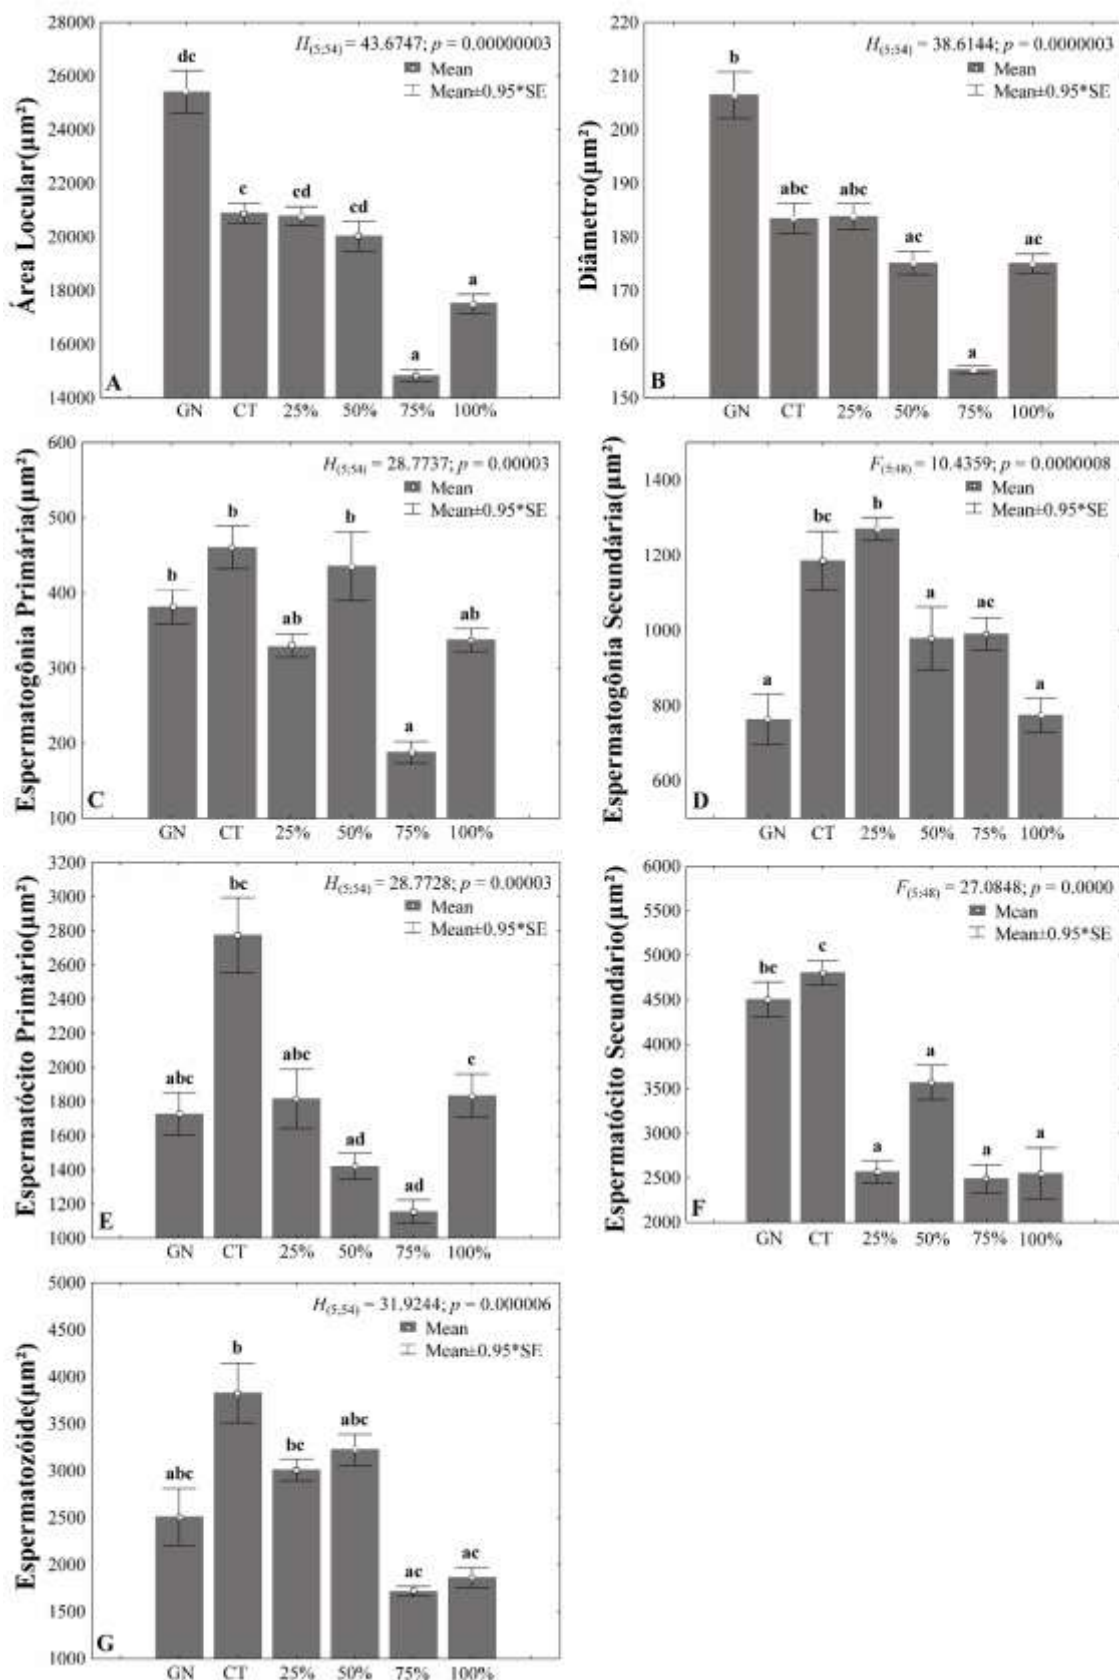 28000
26000
24000
22000
20000
18000
16000
14000
Área Locular(µm²)
H(5;54) = 43.6747; p = 0.00000003
Mean
Mean±0.95*SE
dc
c
cd
cd
a
a
A
GN CT 25% 50% 75% 100%
220
210
200
190
180
170
160
150
Diâmetro(µm²)
H(5;54) = 38.6144; p = 0.0000003
Mean
Mean±0.95*SE
b
abc
abc
ac
a
ac
B
GN CT 25% 50% 75% 100%
600
500
400
300
200
100
Espermatogônia Primária(µm²)
H(5;54) = 28.7737; p = 0.00003
Mean
Mean±0.95*SE
b
b
ab
b
a
ab
C
GN CT 25% 50% 75% 100%
1400
1200
1000
800
600
Espermatogônia Secundária(µm²)
F(5;48) = 10.4359; p = 0.0000008
Mean
Mean±0.95*SE
a
bc
b
a
ac
a
D
GN CT 25% 50% 75% 100%
3200
3000
2800
2600
2400
2200
2000
1800
1600
1400
1200
1000
Espermatócito Primário(µm²)
H(5;54) = 28.7728; p = 0.00003
Mean
Mean±0.95*SE
abc
bc
abc
ad
ad
c
E
GN CT 25% 50% 75% 100%
6000
5500
5000
4500
4000
3500
3000
2500
2000
Espermatócito Secundário(µm²)
F(5;48) = 27.0848; p = 0.0000
Mean
Mean±0.95*SE
bc
c
a
a
a
a
F
GN CT 25% 50% 75% 100%
5000
4500
4000
3500
3000
2500
2000
1500
1000
Espermatozóide(µm²)
H(5;54) = 31.9244; p = 0.000006
Mean
Mean±0.95*SE
abc
b
bc
abc
ac
ac
G
GN CT 25% 50% 75% 100%